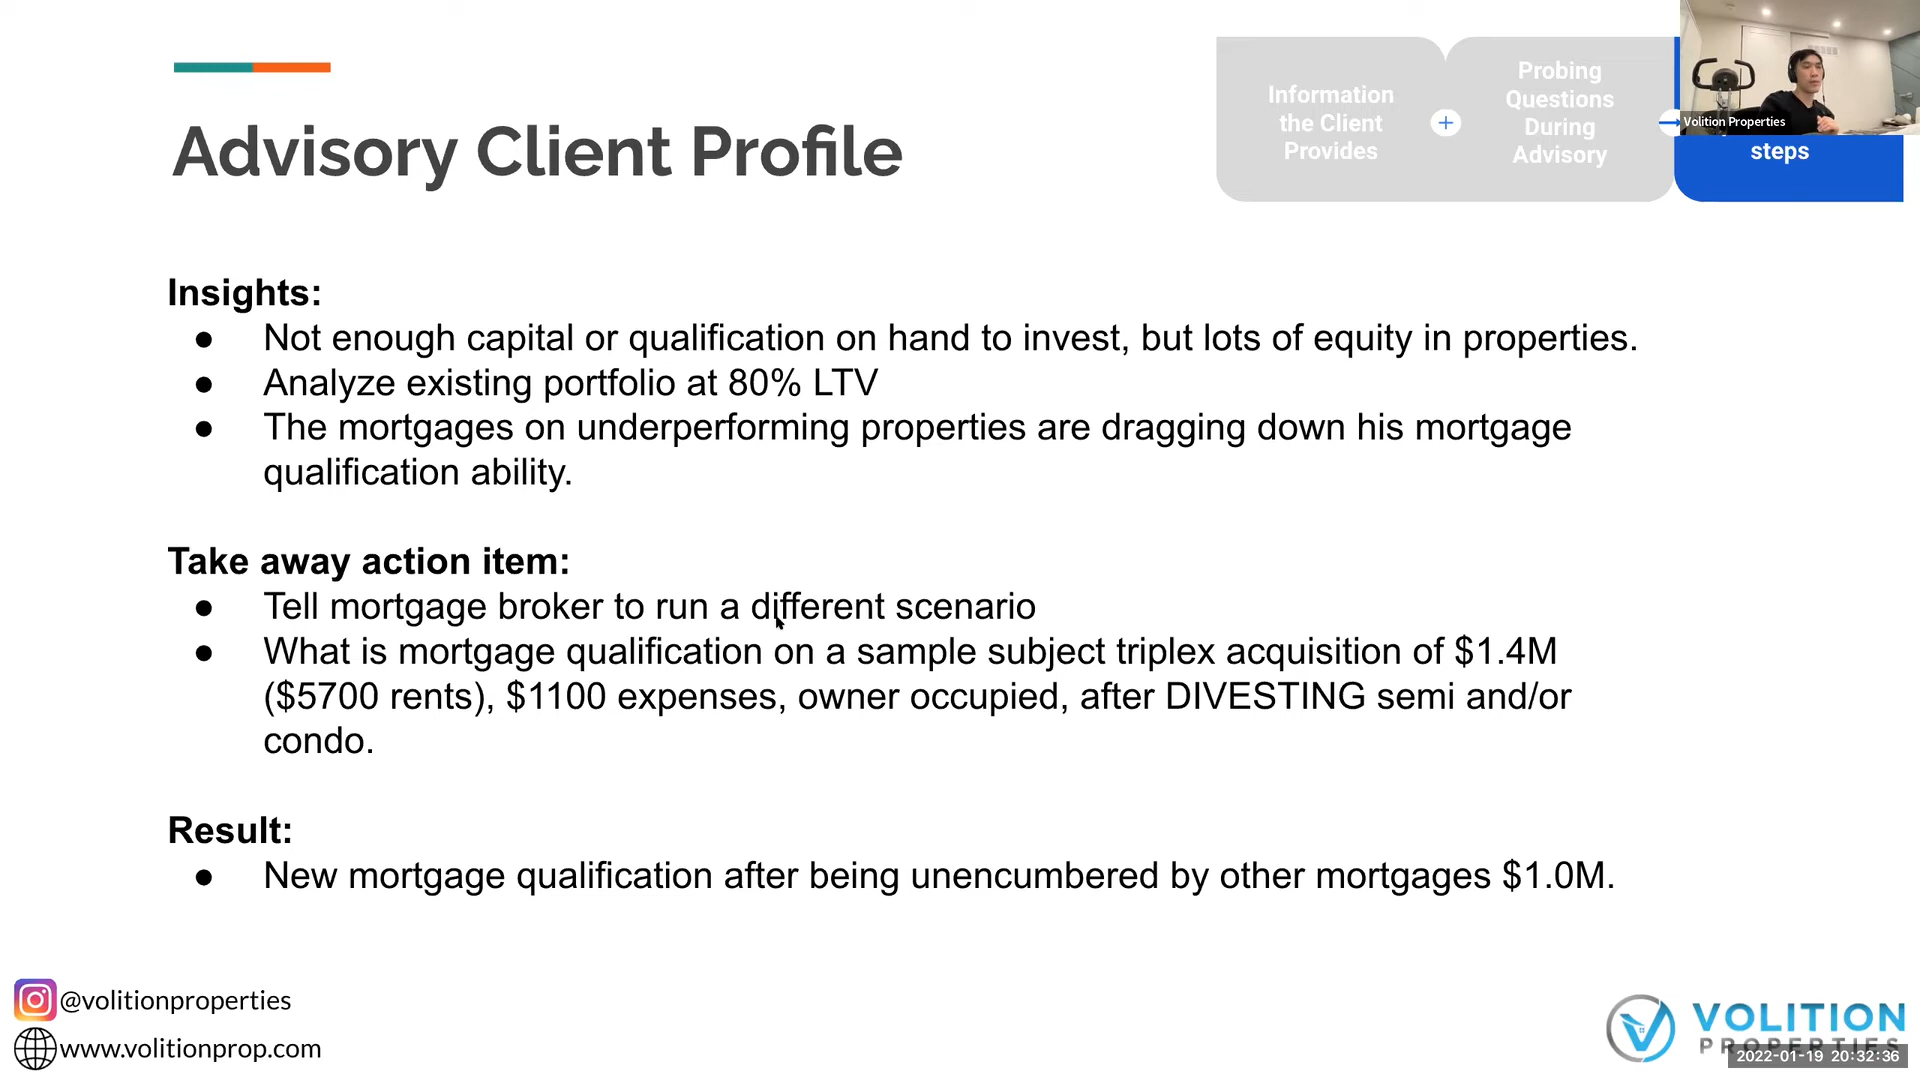 Advisory Client Profile
Information
the Client
Provides
Probing
Questions
During
Advisory
steps
Volition Properties
Insights:
● Not enough capital or qualification on hand to invest, but lots of equity in properties.
● Analyze existing portfolio at 80% LTV
● The mortgages on underperforming properties are dragging down his mortgage
qualification ability.
Take away action item:
● Tell mortgage broker to run a different scenario
● What is mortgage qualification on a sample subject triplex acquisition of $1.4M
($5700 rents), $1100 expenses, owner occupied, after DIVESTING semi and/or
condo.
Result:
● New mortgage qualification after being unencumbered by other mortgages $1.0M.
@volitionproperties
www.volitionprop.com
VOLITION
PROPERTIES
2022-01-19 20:32:36